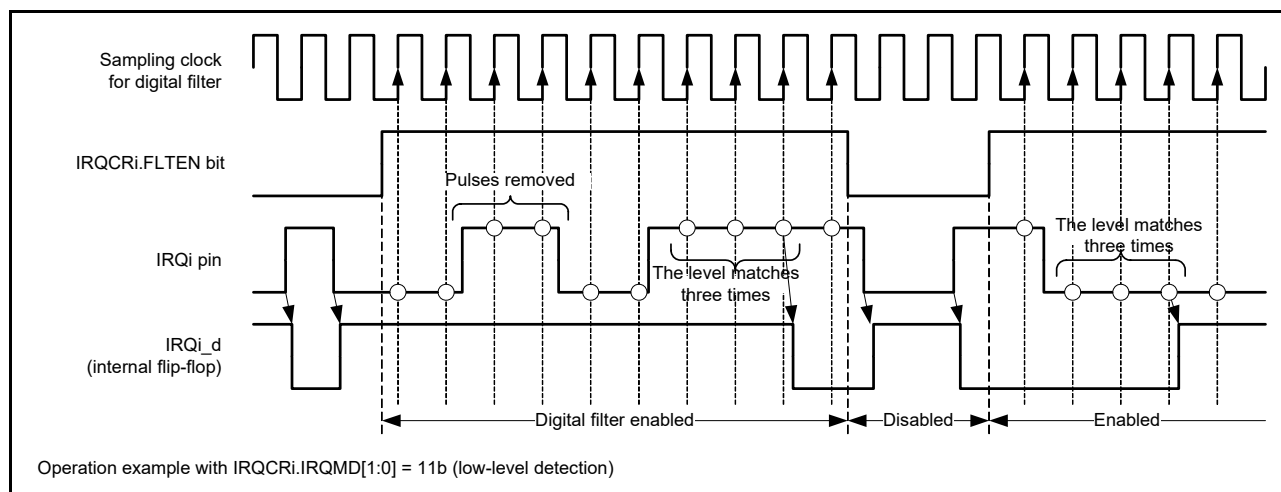 Sampling clock
for digital filter
IRQCRi.FLTEN bit
Pulses removed
IRQi pin
The level matches
three times
The level matches
three times
IRQi_d
(internal flip-flop)
Digital filter enabled
Disabled
Enabled
Operation example with IRQCRi.IRQMD[1:0] = 11b (low-level detection)